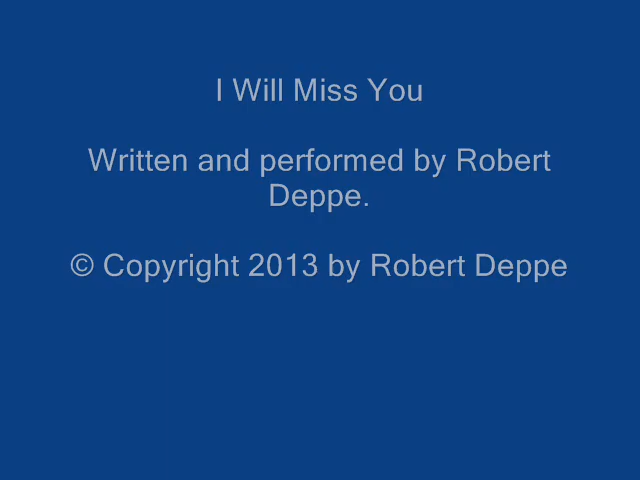 I Will Miss You
Written and performed by Robert
Deppe.
© Copyright 2013 by Robert Deppe